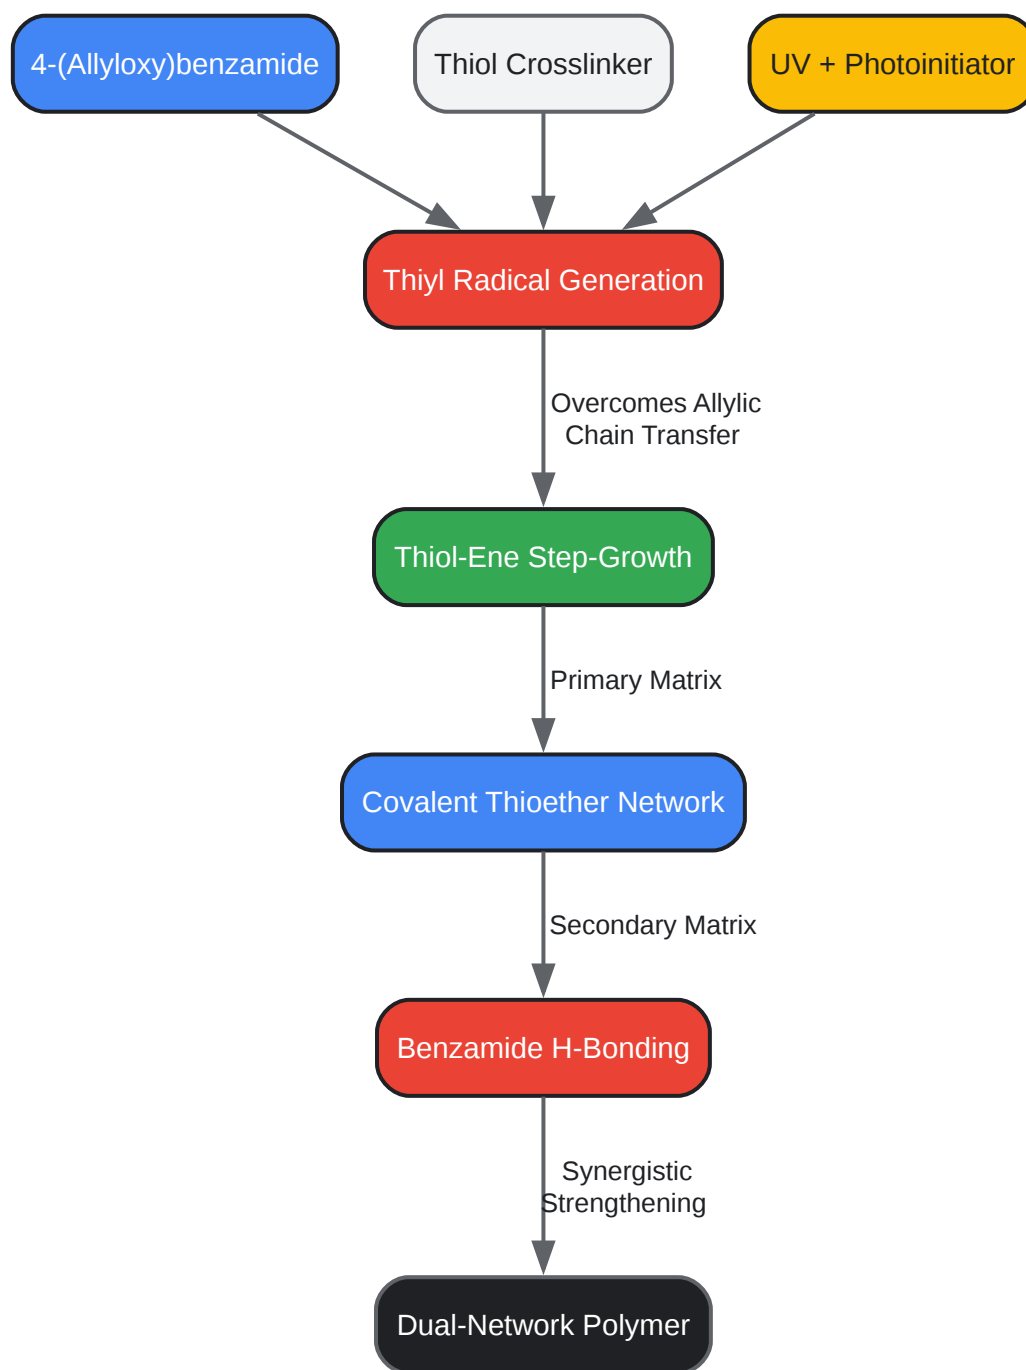 4-(Allyloxy)benzamide
Thiol Crosslinker
UV + Photoinitiator
Thiyl Radical Generation
Overcomes Allylic
Chain Transfer
Thiol-Ene Step-Growth
Primary Matrix
Covalent Thioether Network
Secondary Matrix
Benzamide H-Bonding
Synergistic
Strengthening
Dual-Network Polymer